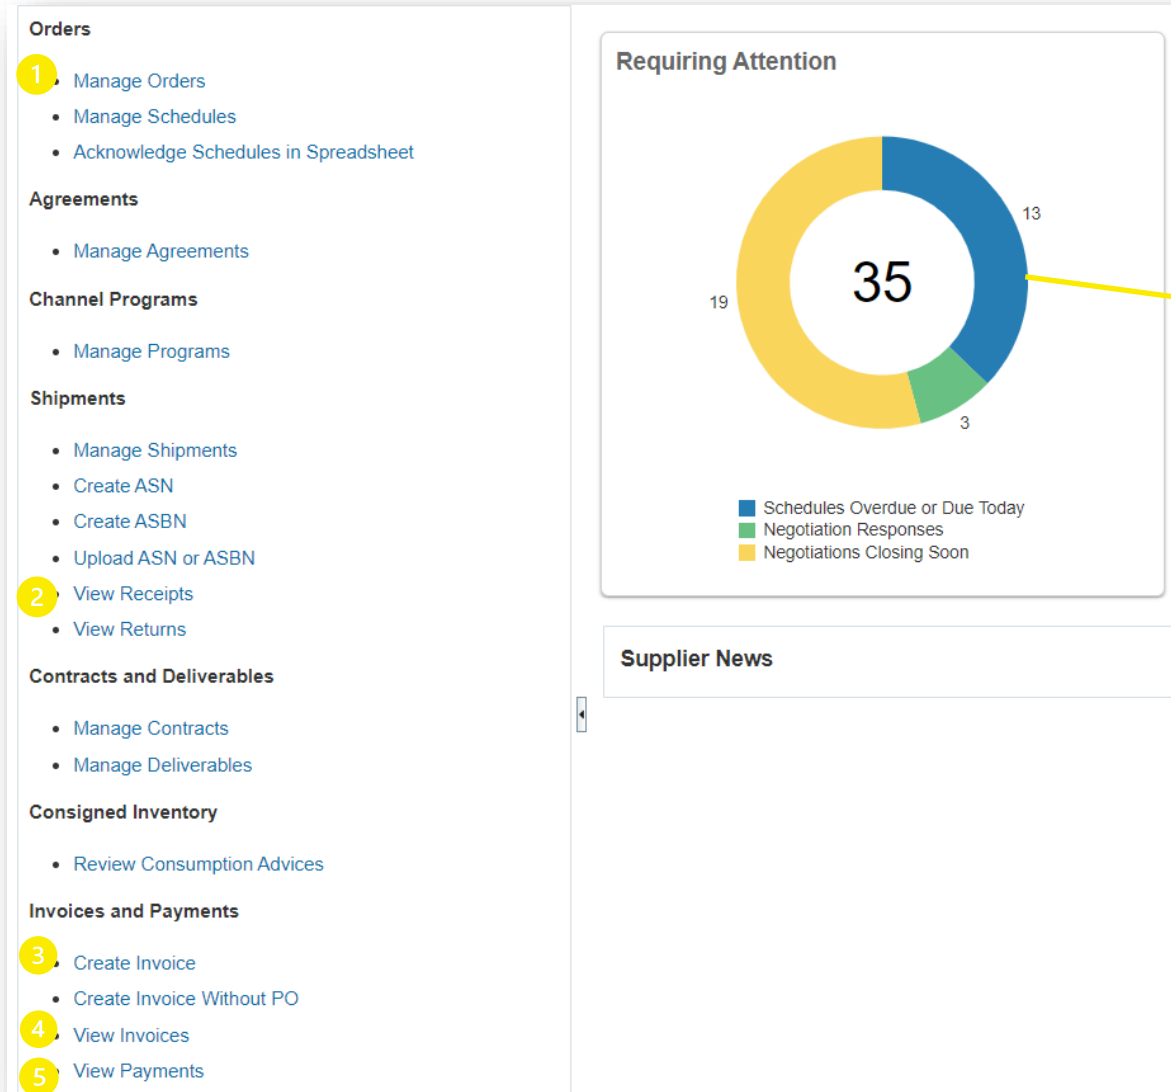 Orders
1
Manage Orders
Manage Schedules
Acknowledge Schedules in Spreadsheet
Agreements
Manage Agreements
Channel Programs
Manage Programs
Shipments
Manage Shipments
Create ASN
Create ASBN
Upload ASN or ASBN
2
View Receipts
View Returns
Contracts and Deliverables
Manage Contracts
Manage Deliverables
Consigned Inventory
Review Consumption Advices
Invoices and Payments
3
Create Invoice
Create Invoice Without PO
4
View Invoices
5
View Payments
Requiring Attention
13
35
19
3
Schedules Overdue or Due Today
Negotiation Responses
Negotiations Closing Soon
Supplier News